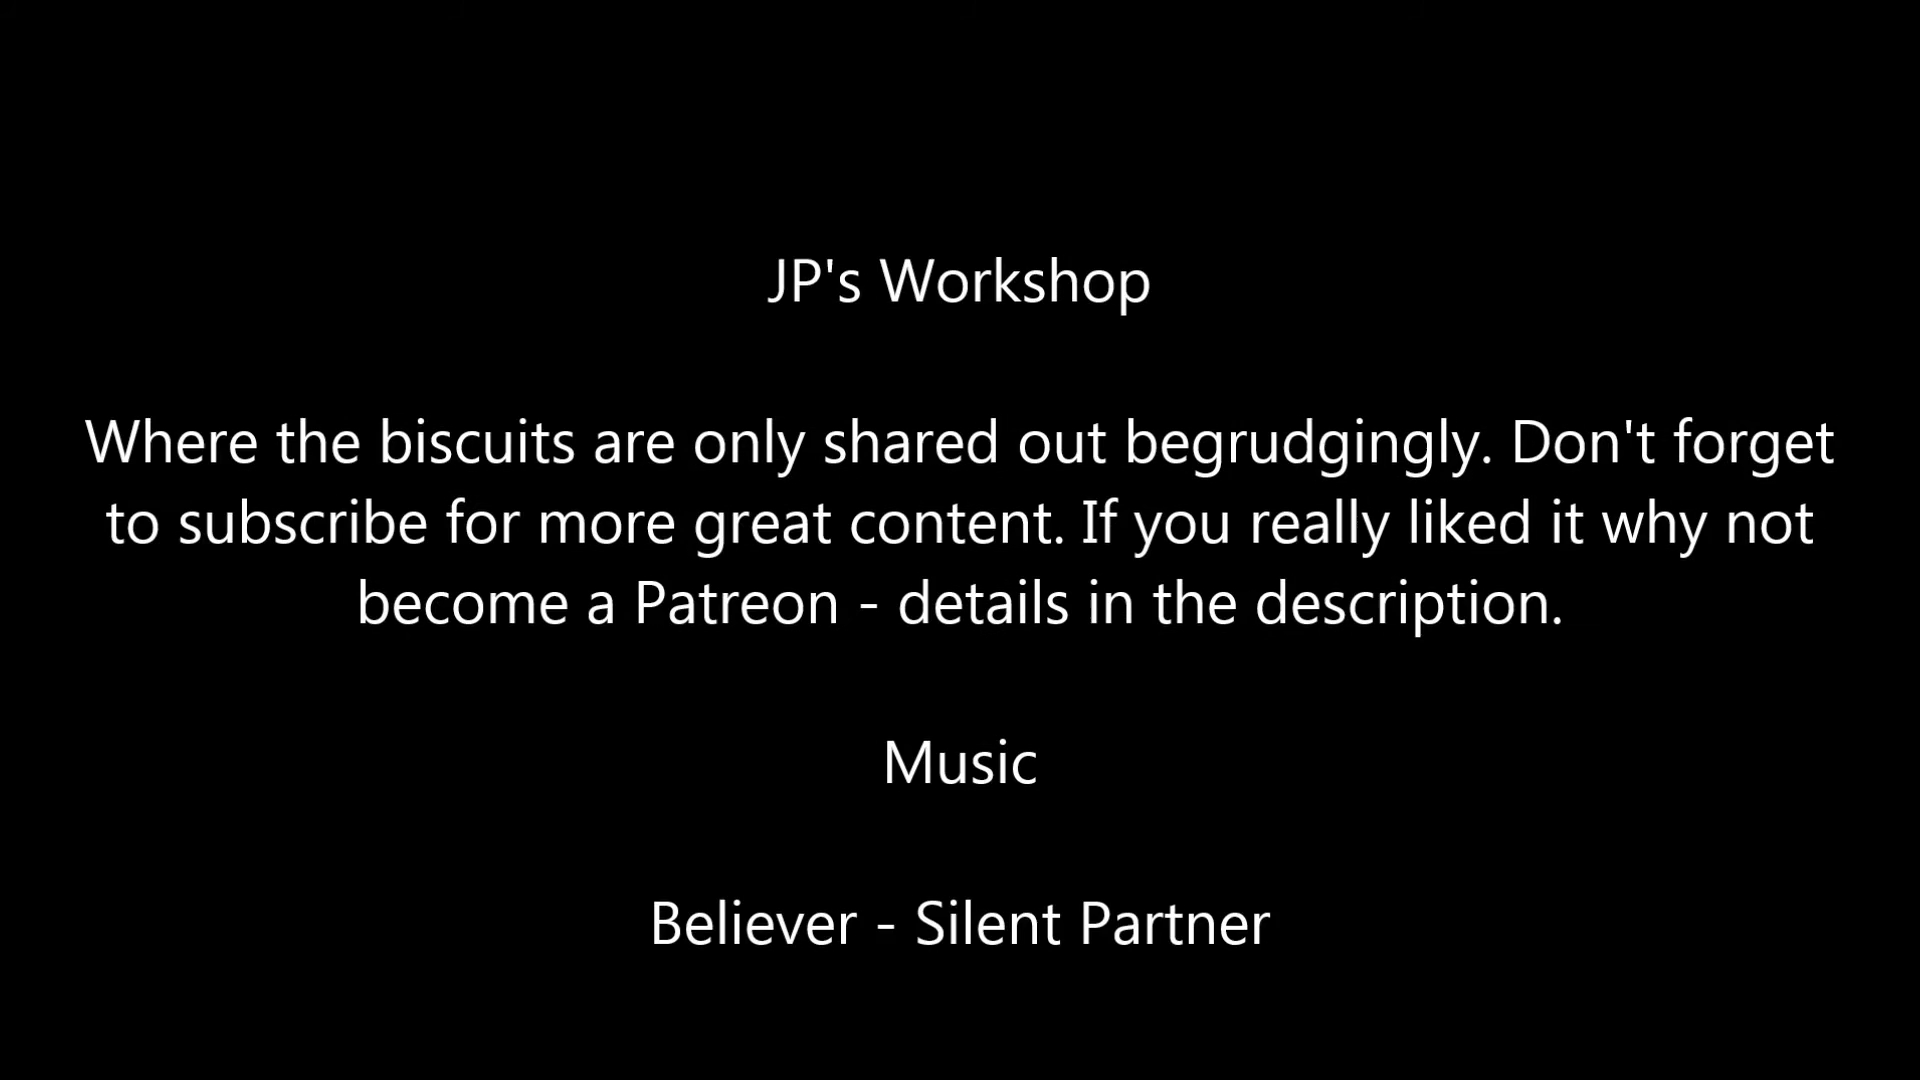 JP's Workshop
Where the biscuits are only shared out begrudgingly. Don't forget
to subscribe for more great content. If you really liked it why not
become a Patreon - details in the description.
Music
Believer - Silent Partner